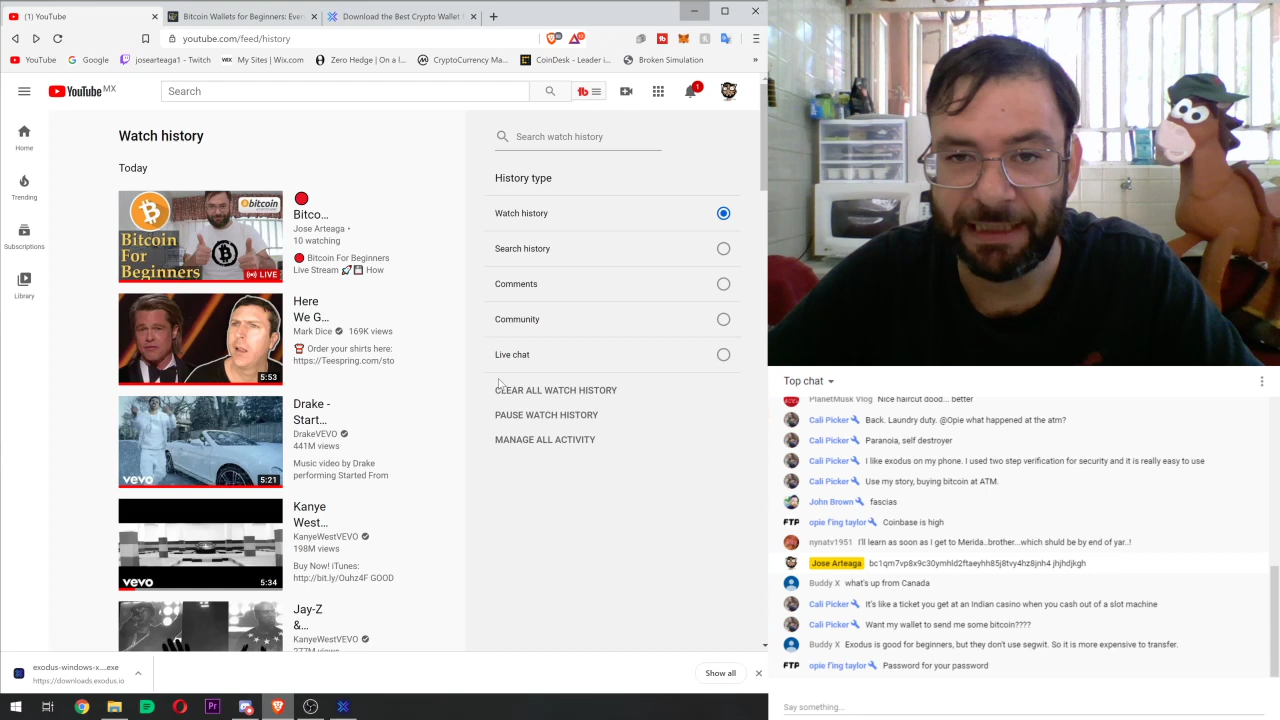 (1) YouTube
Bitcoin Wallets for Beginners: Ever
Download the Best Crypto Wallet f
youtube.com/feed/history
YouTube
Google
josearteaga1 - Twitch
WIX My Sites | Wix.com
Zero Hedge | On a l...
CryptoCurrency Ma...
CoinDesk - Leader i...
Broken Simulation
»
YouTube MX
Search
tb
1
Home
Trending
Subscriptions
Library
Watch history
Today
bitcoin
Bitcoin
For
Beginners
LIVE
Bitco...
Jose Arteaga •
10 watching
Bitcoin For Beginners
Live Stream 🚀💾 How
5:53
Here
We G...
Mark Dice
169K views
Order your shirts here:
https://Teespring.com/sto
vevo
5:21
Drake -
Start...
DrakeVEVO
441M views
Music video by Drake
performing Started From
vevo
5:34
Kanye
West...
KanyeWestVEVO
198M views
Buy Now! iTunes:
http://bit.ly/Ouhz4F GOOD
Jay-Z
&...
KanyeWestVEVO
277M views
Search watch history
History type
Watch history
Search history
Comments
Community
Live chat
CLEAR ALL WATCH HISTORY
PAUSE WATCH HISTORY
MANAGE ALL ACTIVITY
exodus-windows-x....exe
https://downloads.exodus.io
Show all
Pr
Top chat
PlanetMusk Vlog Nice haircut dood... better
Cali Picker Back. Laundry duty. @Opie what happened at the atm?
Cali Picker Paranoia, self destroyer
Cali Picker I like exodus on my phone. I used two step verification for security and it is really easy to use
Cali Picker Use my story, buying bitcoin at ATM.
John Brown fascias
FTP opie f'ing taylor Coinbase is high
nynatv1951 I'll learn as soon as I get to Merida..brother...which shuld be by end of yar..!
Jose Arteaga bc1qm7vp8x9c30ymhld2ftaeyhh85j8tvy4hz8jnh4 jhjhdjkgh
Buddy X what's up from Canada
Cali Picker It's like a ticket you get at an Indian casino when you cash out of a slot machine
Cali Picker Want my wallet to send me some bitcoin????
Buddy X Exodus is good for beginners, but they don't use segwit. So it is more expensive to transfer.
FTP opie f'ing taylor Password for your password
Say something...